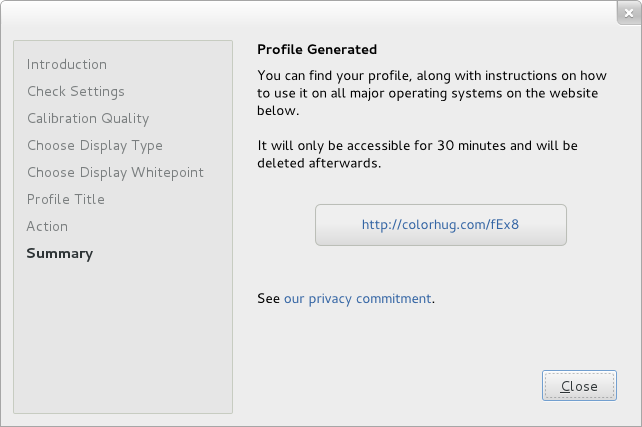 Introduction
Check Settings
Calibration Quality
Choose Display Type
Choose Display Whitepoint
Profile Title
Action
Summary
Profile Generated
You can find your profile, along with instructions on how
to use it on all major operating systems on the website
below.
It will only be accessible for 30 minutes and will be
deleted afterwards.
http://colorhug.com/fEx8
See our privacy commitment.
Close